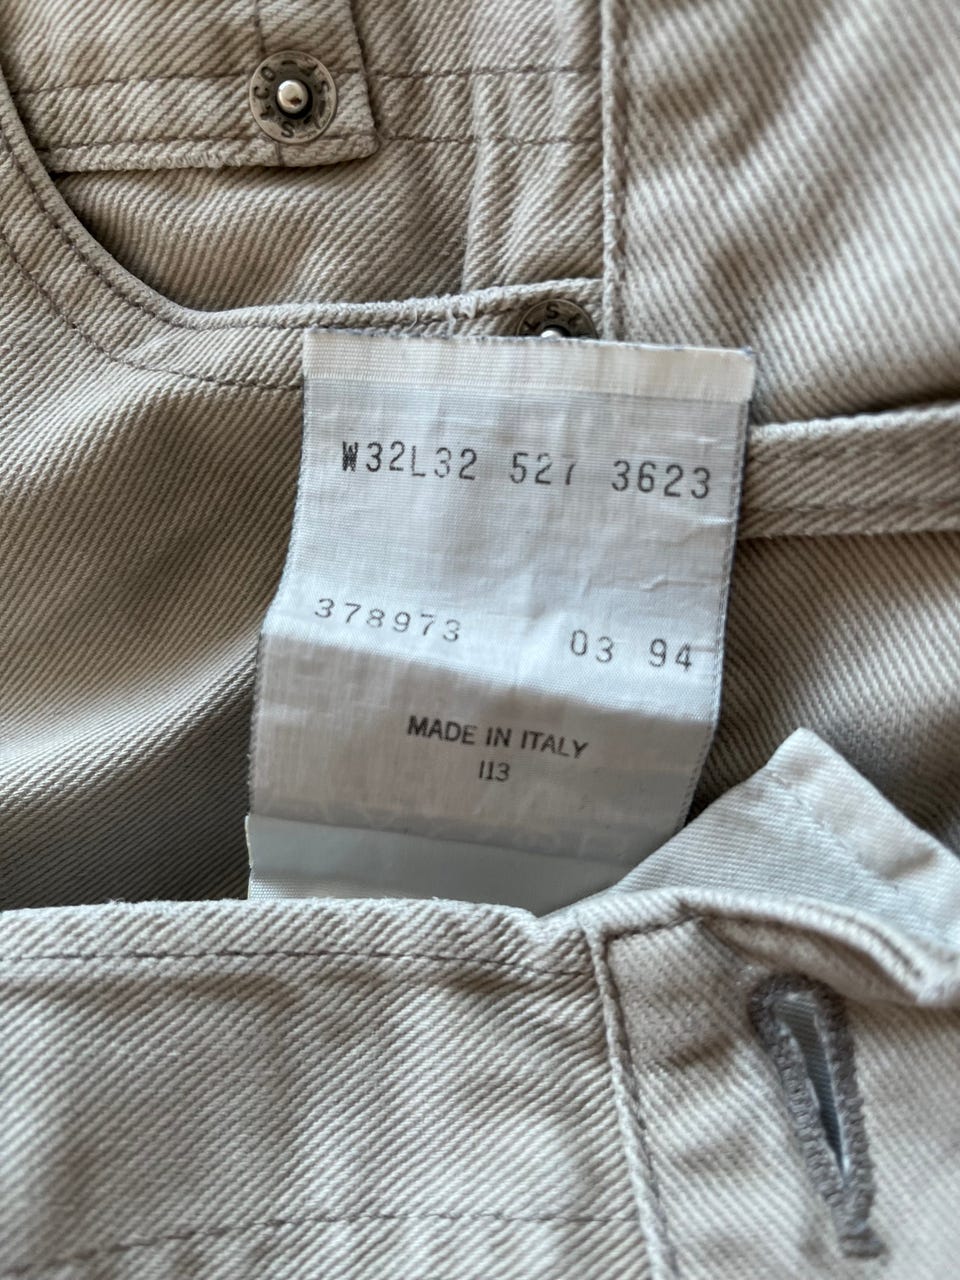 W32L32 527 3623
378973 03 94
MADE IN ITALY
113